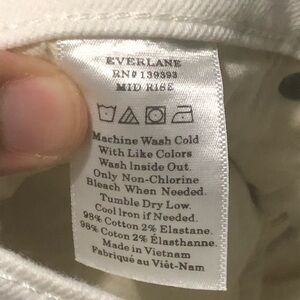 EVERLANE
RN# 139393
MID RISE
Machine Wash Cold
With Like Colors
Wash Inside Out.
Only Non-Chlorine
Bleach When Needed.
Tumble Dry Low.
Cool Iron if Needed.
98% Cotton 2% Elastane.
98% Coton 2% Élasthanne.
Made in Vietnam
Fabriqué au Viêt-Nam